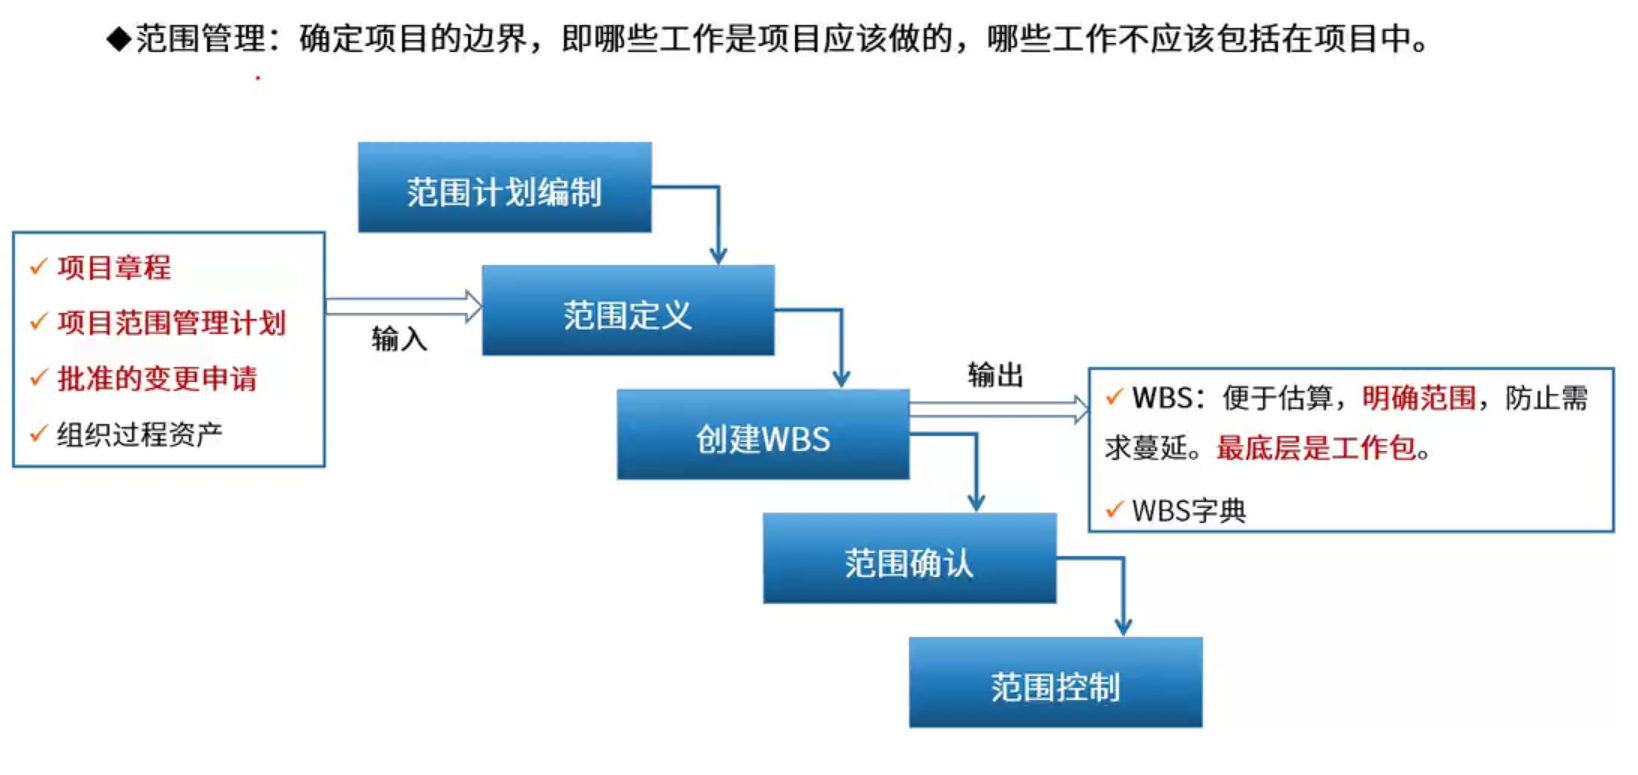 ◆范围管理：确定项目的边界，即哪些工作是项目应该做的，哪些工作不应该包括在项目中。
范围计划编制
✓ 项目章程
✓ 项目范围管理计划
✓ 批准的变更申请
✓ 组织过程资产
输入
范围定义
创建WBS
输出
✓ WBS：便于估算，明确范围，防止需
求蔓延。最底层是工作包。
✓ WBS字典
范围确认
范围控制